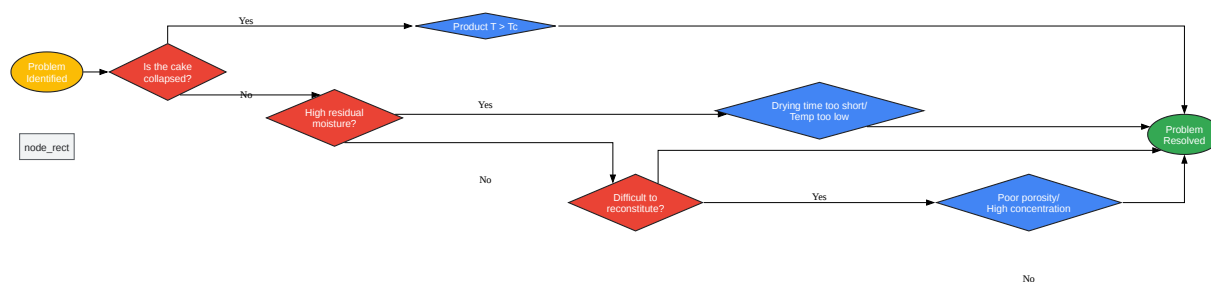 Problem
Identified
Is the cake
collapsed?
Yes
Product T > Tc
No
High residual
moisture?
Yes
Drying time too short/
Temp too low
Problem
Resolved
node_rect
No
Difficult to
reconstitute?
Yes
Poor porosity/
High concentration
No